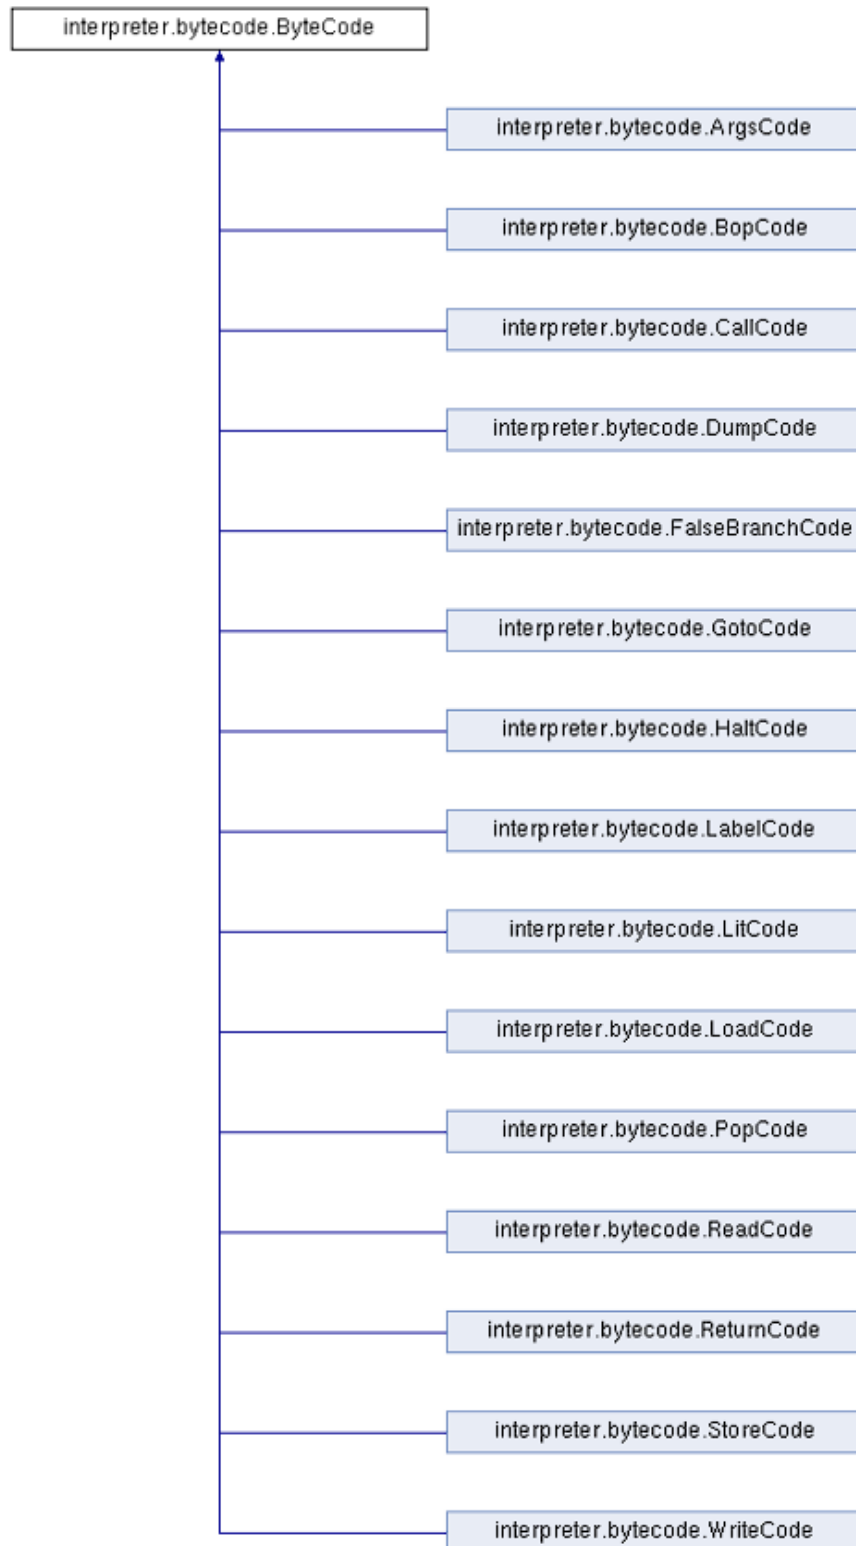 interpreter.bytecode.ByteCode
interpreter.bytecode.ArgsCode
interpreter.bytecode.BopCode
interpreter.bytecode.CallCode
interpreter.bytecode.DumpCode
interpreter.bytecode.FalseBranchCode
interpreter.bytecode.GotoCode
interpreter.bytecode.HaltCode
interpreter.bytecode.LabelCode
interpreter.bytecode.LitCode
interpreter.bytecode.LoadCode
interpreter.bytecode.PopCode
interpreter.bytecode.ReadCode
interpreter.bytecode.ReturnCode
interpreter.bytecode.StoreCode
interpreter.bytecode.WriteCode